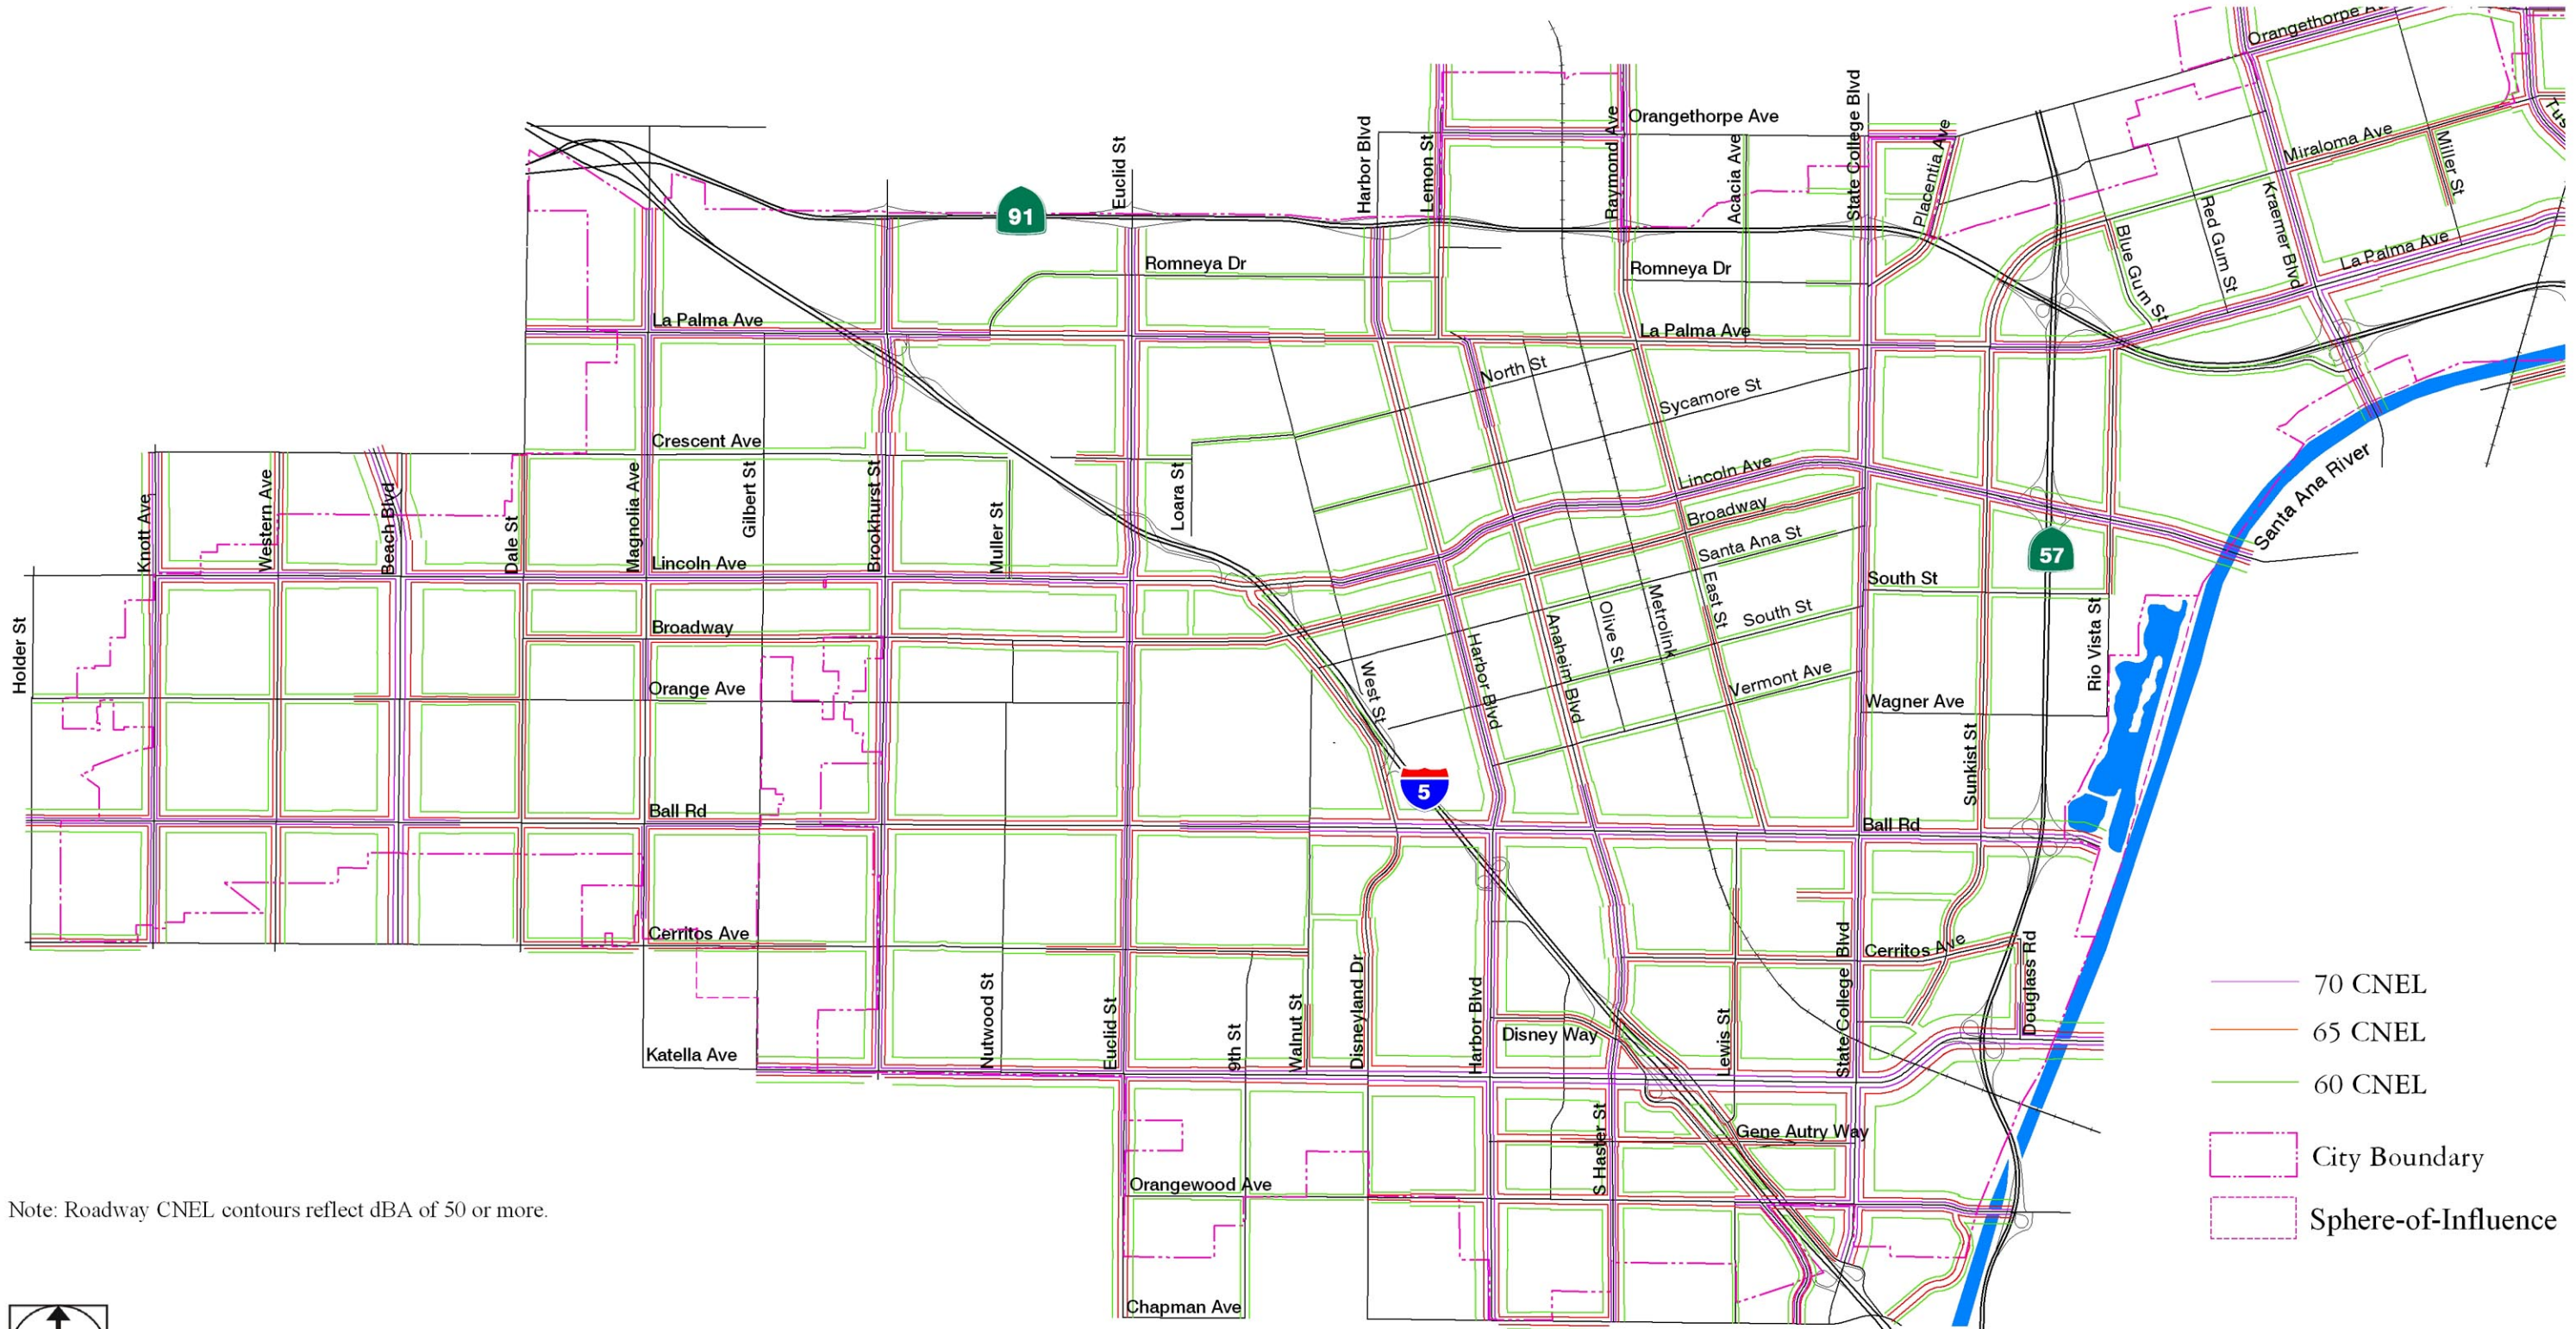 Orangethorpe
Tus
Miraloma Ave
Miller St
Kraemer Blvd
Red Gum St
Blue Gum St
La Palma Ave
Placentia Ave
State College Blvd
Orangethorpe Ave
Acacia Ave
Raymond Ave
Lemon St
Harbor Blvd
Euclid St
91
Romneya Dr
Romneya Dr
La Palma Ave
La Palma Ave
North St
Sycamore St
Crescent Ave
Knott Ave
Western Ave
Beach Blvd
Dale St
Magnolia Ave
Gilbert St
Brookhurst St
Muller St
Loara St
Lincoln Ave
Lincoln Ave
Broadway
Santa Ana St
Santa Ana River
57
South St
Holder St
Broadway
Olive St
Metrolink
East St
South St
Rio Vista St
Orange Ave
West St
Harbor Blvd
Anaheim Blvd
Vermont Ave
Wagner Ave
Sunkist St
5
Ball Rd
Ball Rd
Cerritos Ave
Cerritos Ave
Nutwood St
Euclid St
9th St
Walnut St
Disneyland Dr
Harbor Blvd
Disney Way
Lewis St
State College Blvd
Douglass Rd
Katella Ave
S Haster St
Gene Autry Way
Orangewood Ave
Chapman Ave
70 CNEL
65 CNEL
60 CNEL
City Boundary
Sphere-of-Influence
Note: Roadway CNEL contours reflect dBA of 50 or more.